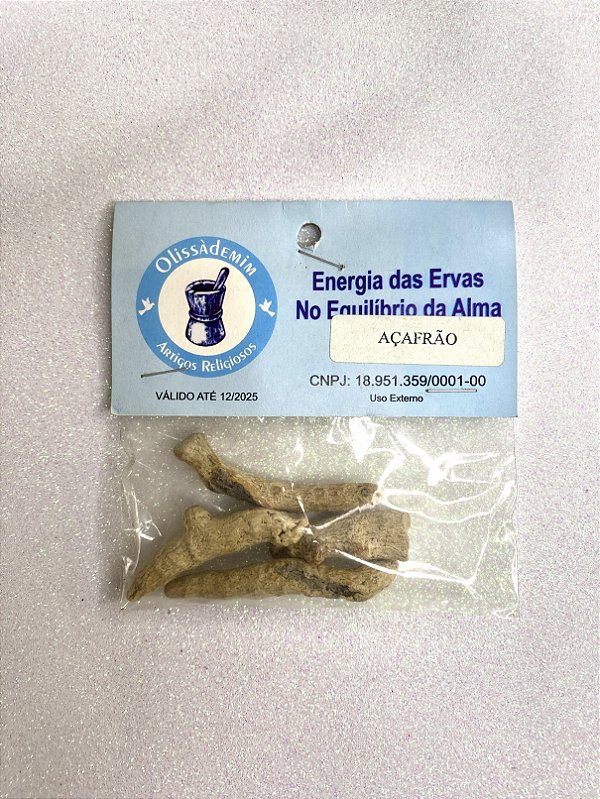 Olissàdemim
Artigos Religiosos
VÁLIDO ATÉ 12/2025
Energia das Ervas
No Equilíbrio da Alma
AÇAFRÃO
CNPJ: 18.951.359/0001-00
Uso Externo